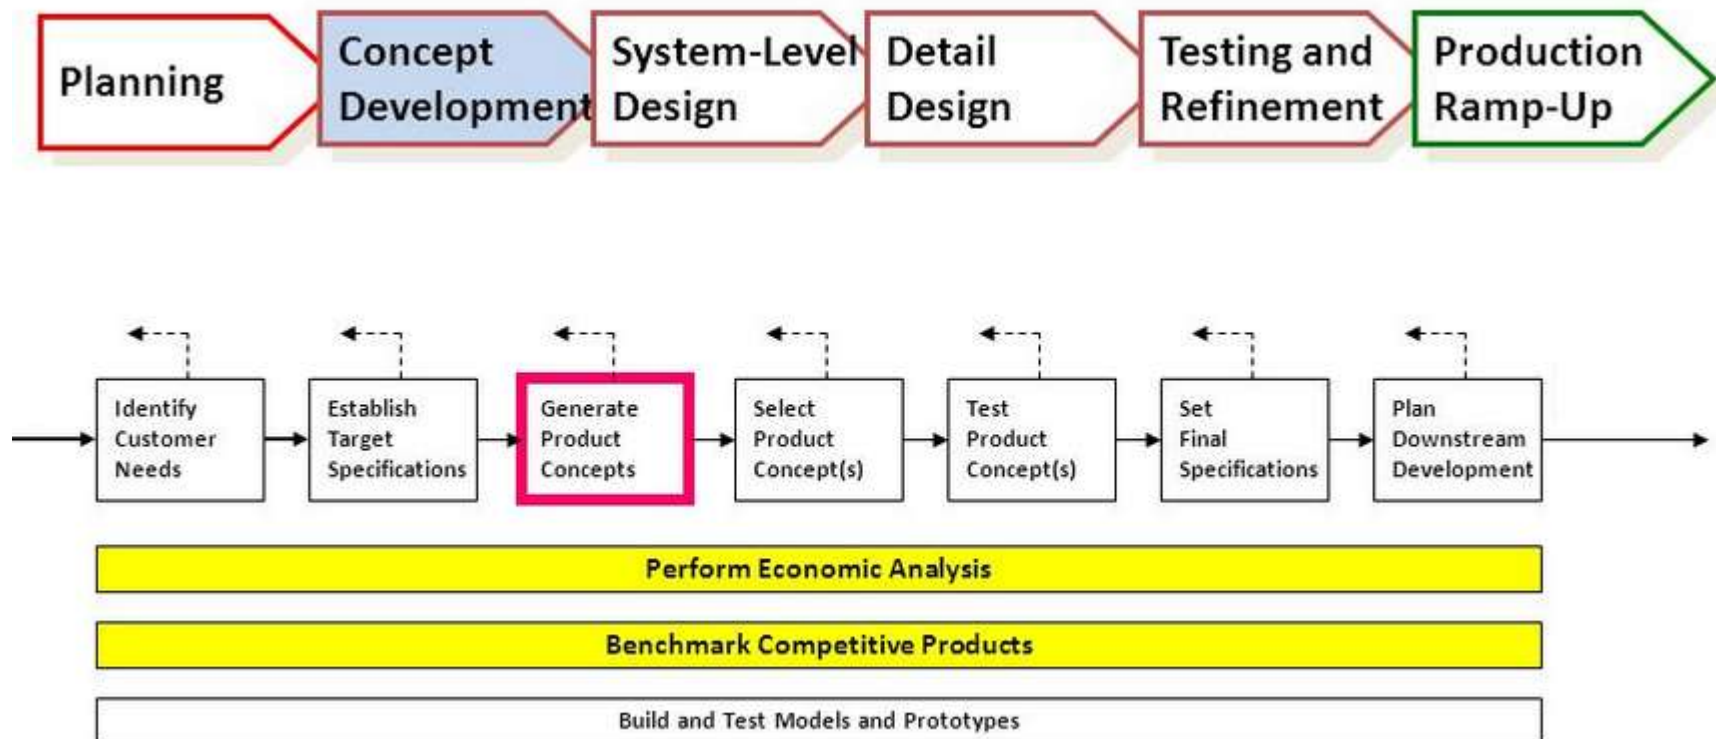 Planning
Concept
Development
System-Level
Design
Detail
Design
Testing and
Refinement
Production
Ramp-Up
Identify
Customer
Needs
Establish
Target
Specifications
Generate
Product
Concepts
Select
Product
Concept(s)
Test
Product
Concept(s)
Set
Final
Specifications
Plan
Downstream
Development
Perform Economic Analysis
Benchmark Competitive Products
Build and Test Models and Prototypes